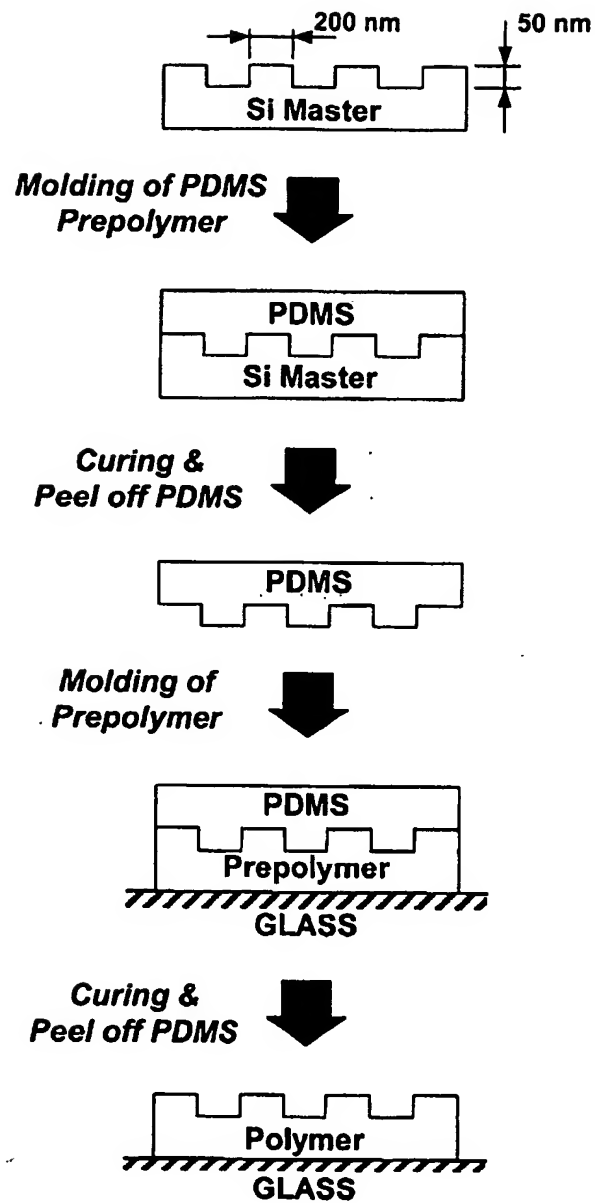 200 nm
50 nm
Si Master
Molding of PDMS
Prepolymer
PDMS
Si Master
Curing &
Peel off PDMS
PDMS
Molding of
Prepolymer
PDMS
Prepolymer
GLASS
Curing &
Peel off PDMS
Polymer
GLASS